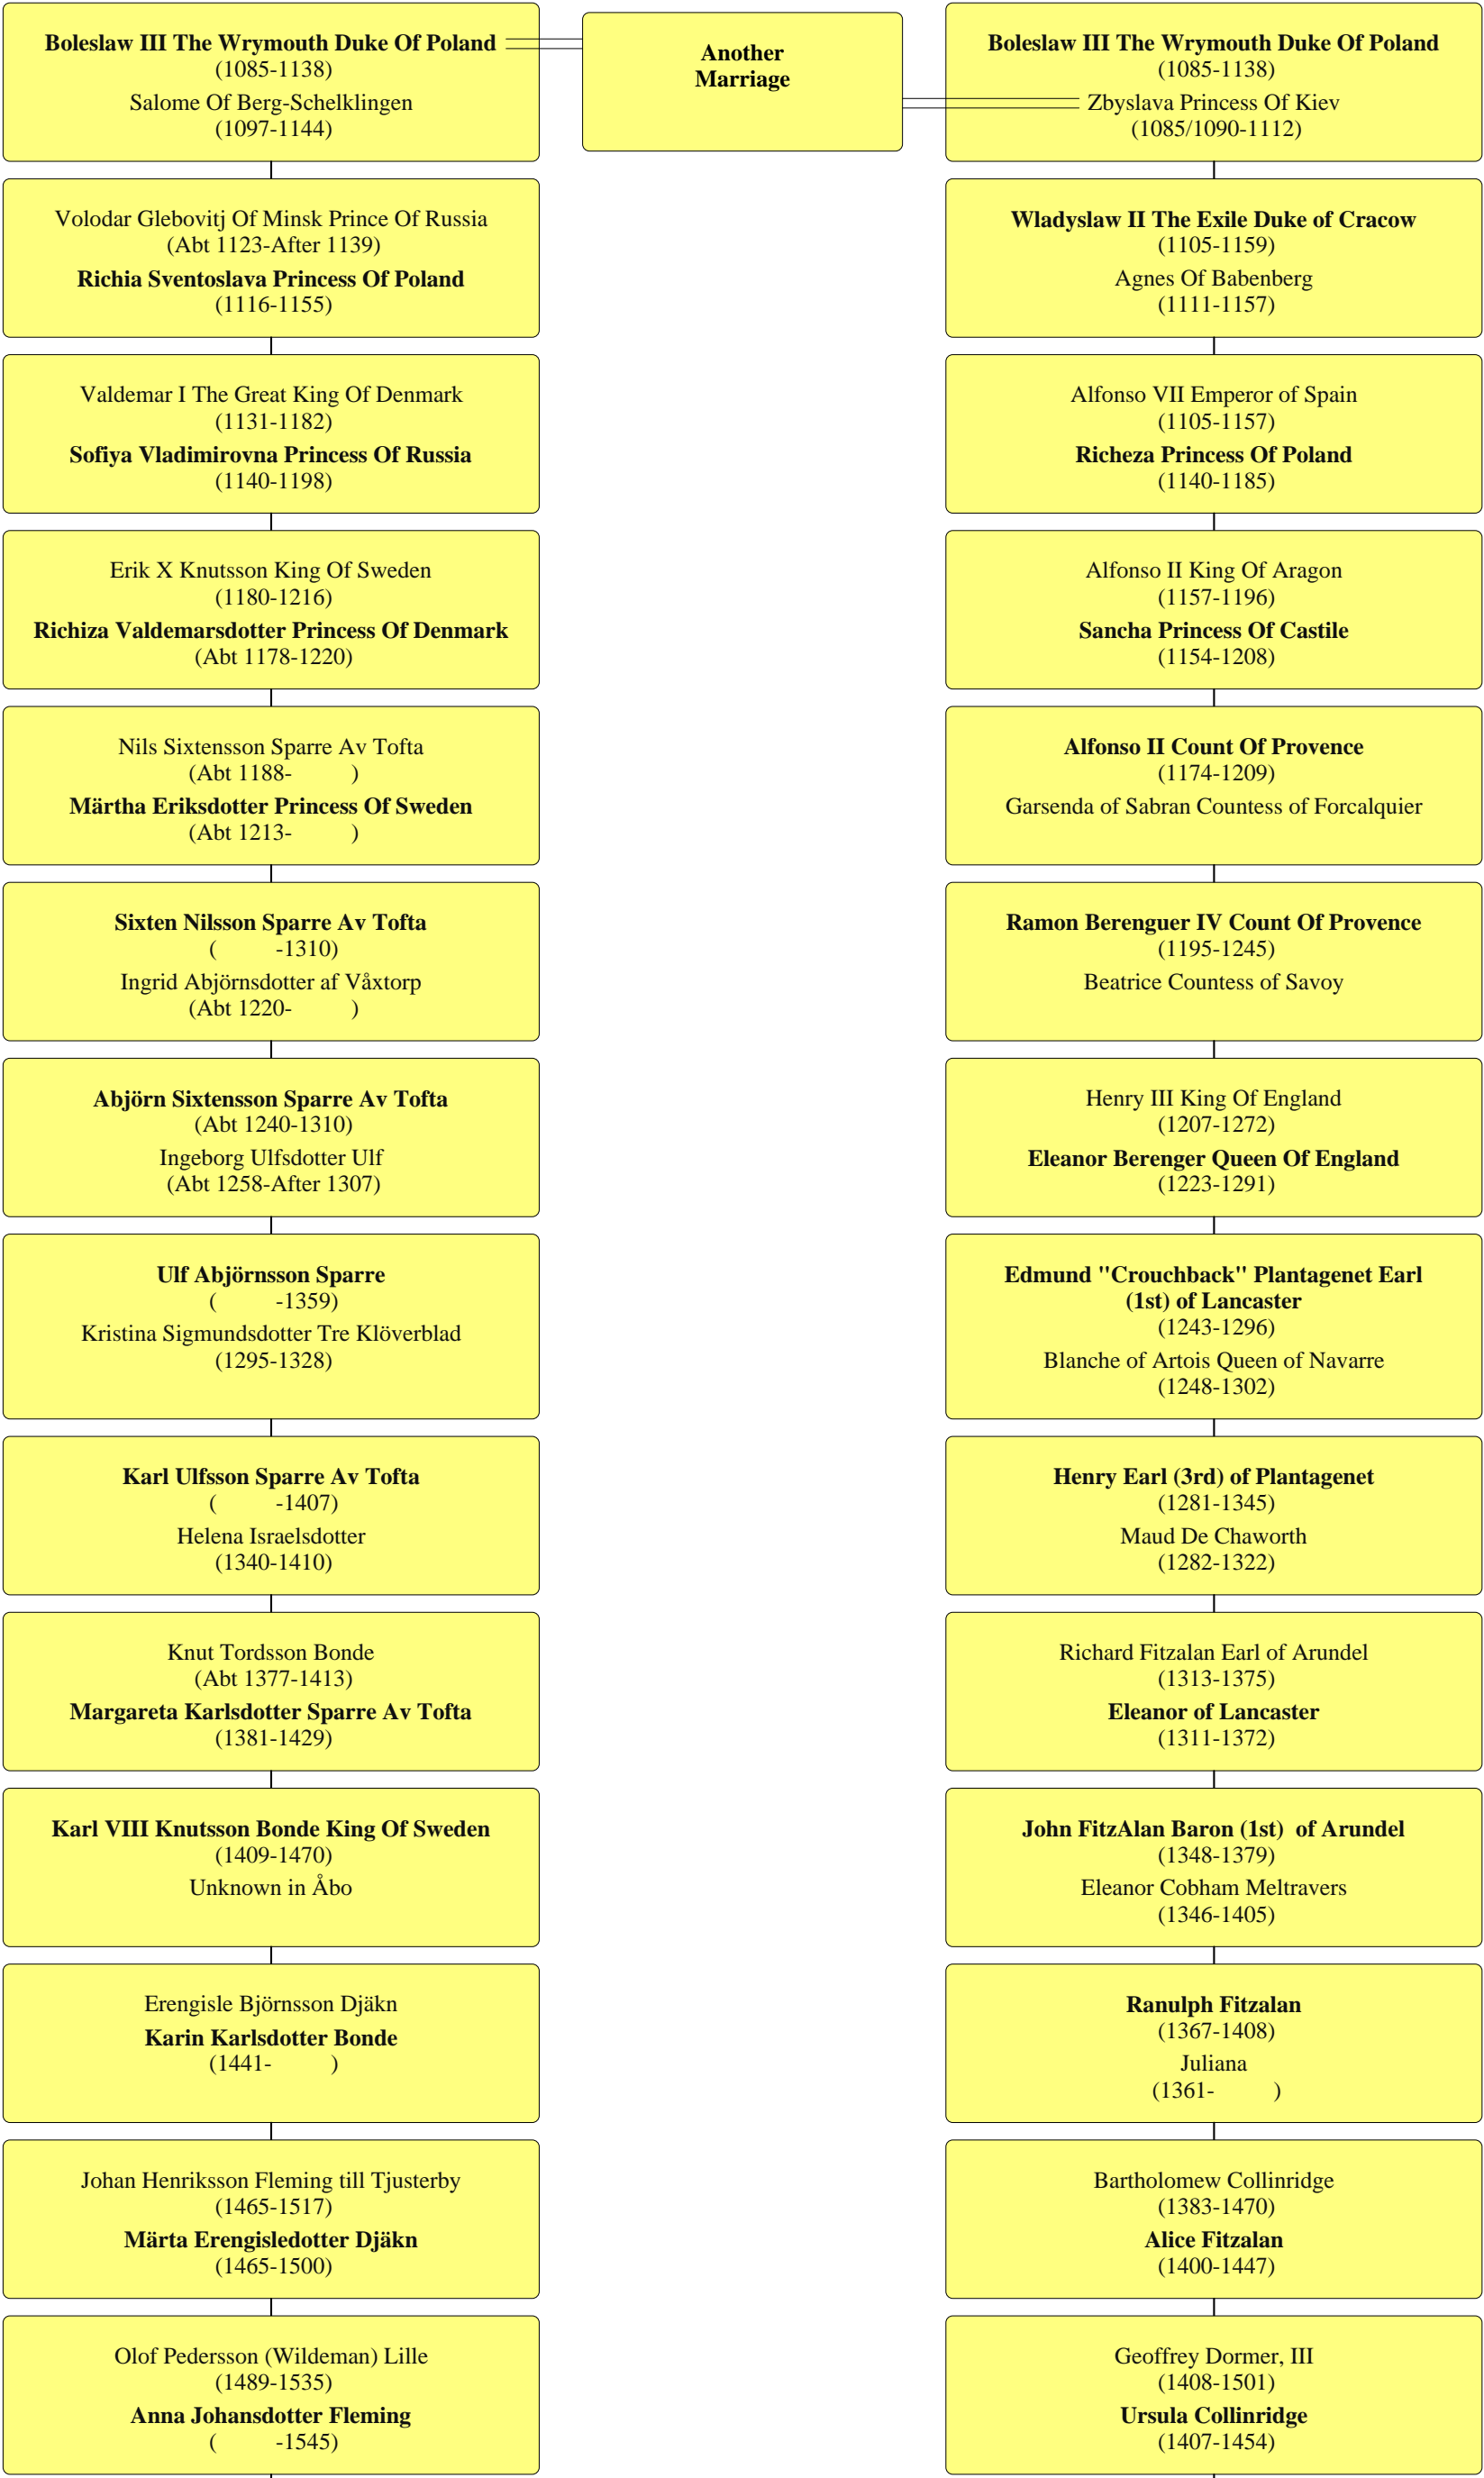 Boleslaw III The Wrymouth Duke Of Poland
(1085-1138)
Salome Of Berg-Schelklingen
(1097-1144)
Another
Marriage
Boleslaw III The Wrymouth Duke Of Poland
(1085-1138)
Zbyslava Princess Of Kiev
(1085/1090-1112)
Volodar Glebovitj Of Minsk Prince Of Russia
(Abt 1123-After 1139)
Richia Sventoslava Princess Of Poland
(1116-1155)
Wladyslaw II The Exile Duke of Cracow
(1105-1159)
Agnes Of Babenberg
(1111-1157)
Valdemar I The Great King Of Denmark
(1131-1182)
Sofiya Vladimirovna Princess Of Russia
(1140-1198)
Alfonso VII Emperor of Spain
(1105-1157)
Richeza Princess Of Poland
(1140-1185)
Erik X Knutsson King Of Sweden
(1180-1216)
Richiza Valdemarsdotter Princess Of Denmark
(Abt 1178-1220)
Alfonso II King Of Aragon
(1157-1196)
Sancha Princess Of Castile
(1154-1208)
Nils Sixtensson Sparre Av Tofta
(Abt 1188- )
Märtha Eriksdotter Princess Of Sweden
(Abt 1213- )
Alfonso II Count Of Provence
(1174-1209)
Garsenda of Sabran Countess of Forcalquier
Sixten Nilsson Sparre Av Tofta
( -1310)
Ingrid Abjörnsdotter af Våxtorp
(Abt 1220- )
Ramon Berenguer IV Count Of Provence
(1195-1245)
Beatrice Countess of Savoy
Abjörn Sixtensson Sparre Av Tofta
(Abt 1240-1310)
Ingeborg Ulfsdotter Ulf
(Abt 1258-After 1307)
Henry III King Of England
(1207-1272)
Eleanor Berenger Queen Of England
(1223-1291)
Ulf Abjörnsson Sparre
( -1359)
Kristina Sigmundsdotter Tre Klöverblad
(1295-1328)
Edmund "Crouchback" Plantagenet Earl
(1st) of Lancaster
(1243-1296)
Blanche of Artois Queen of Navarre
(1248-1302)
Karl Ulfsson Sparre Av Tofta
( -1407)
Helena Israelsdotter
(1340-1410)
Henry Earl (3rd) of Plantagenet
(1281-1345)
Maud De Chaworth
(1282-1322)
Knut Tordsson Bonde
(Abt 1377-1413)
Margareta Karlsdotter Sparre Av Tofta
(1381-1429)
Richard Fitzalan Earl of Arundel
(1313-1375)
Eleanor of Lancaster
(1311-1372)
Karl VIII Knutsson Bonde King Of Sweden
(1409-1470)
Unknown in Åbo
John FitzAlan Baron (1st) of Arundel
(1348-1379)
Eleanor Cobham Meltravers
(1346-1405)
Erengisle Björnsson Djäkn
Karin Karlsdotter Bonde
(1441- )
Ranulph Fitzalan
(1367-1408)
Juliana
(1361- )
Johan Henriksson Fleming till Tjusterby
(1465-1517)
Märta Erengisledotter Djäkn
(1465-1500)
Bartholomew Collinridge
(1383-1470)
Alice Fitzalan
(1400-1447)
Olof Pedersson (Wildeman) Lille
(1489-1535)
Anna Johansdotter Fleming
( -1545)
Geoffrey Dormer, III
(1408-1501)
Ursula Collinridge
(1407-1454)